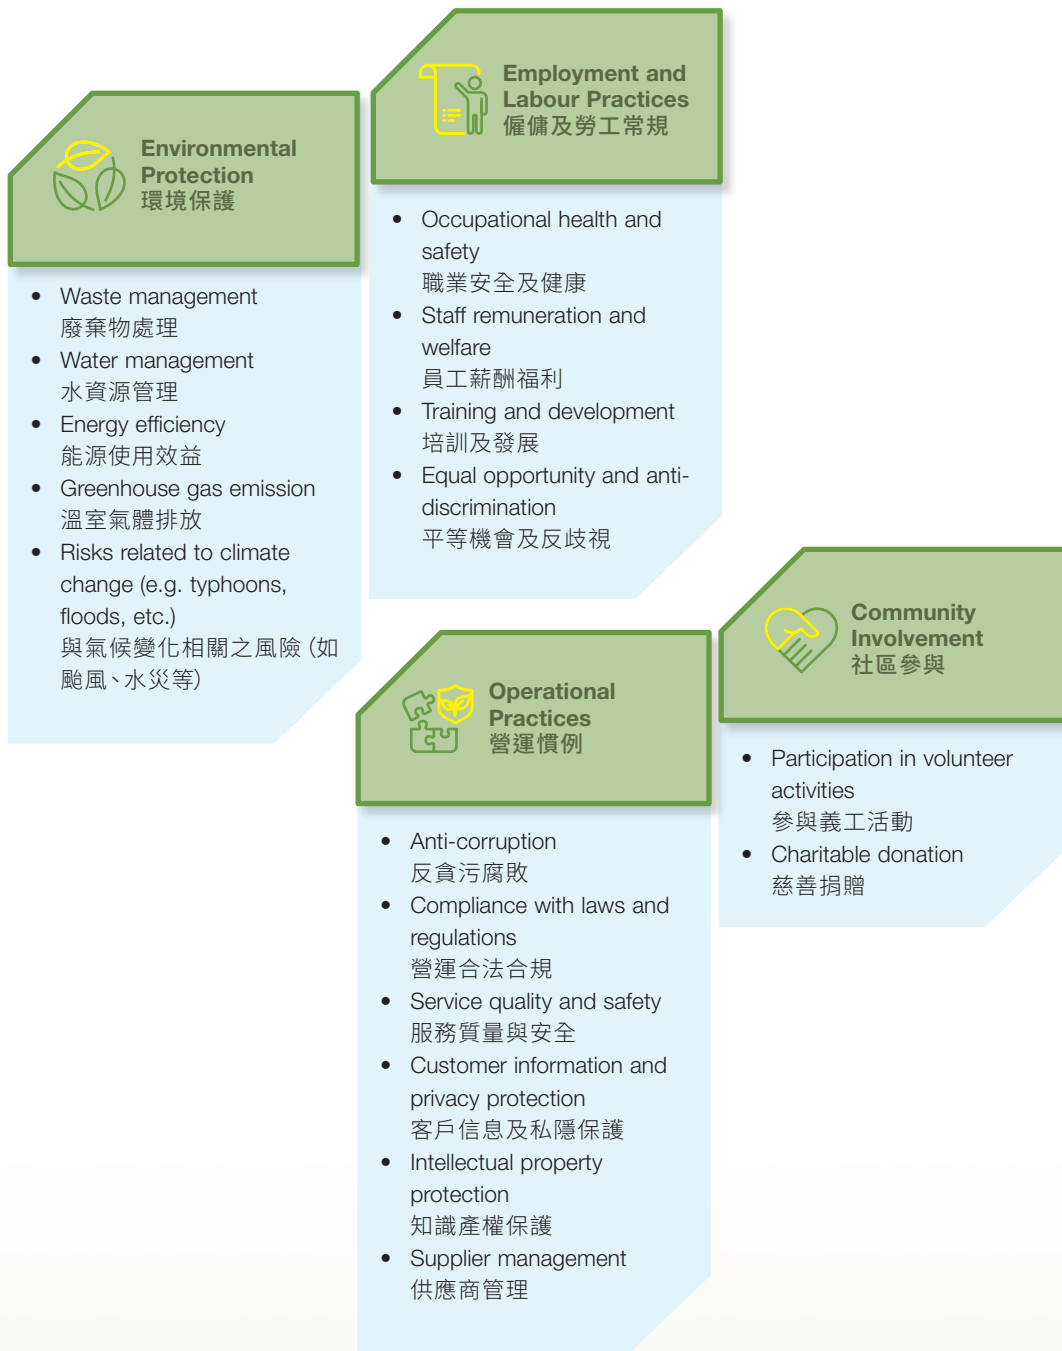 Environmental
Protection
環境保護
• Waste management
廢棄物處理
• Water management
水資源管理
• Energy efficiency
能源使用效益
• Greenhouse gas emission
溫室氣體排放
• Risks related to climate
change (e.g. typhoons,
floods, etc.)
與氣候變化相關之風險（如
颱風、水災等）
Employment and
Labour Practices
僱傭及勞工常規
• Occupational health and
safety
職業安全及健康
• Staff remuneration and
welfare
員工薪酬福利
• Training and development
培訓及發展
• Equal opportunity and anti-
discrimination
平等機會及反歧視
Operational
Practices
營運慣例
• Anti-corruption
反貪污腐敗
• Compliance with laws and
regulations
營運合法合規
• Service quality and safety
服務質量與安全
• Customer information and
privacy protection
客戶信息及私隱保護
• Intellectual property
protection
知識產權保護
• Supplier management
供應商管理
Community
Involvement
社區參與
• Participation in volunteer
activities
參與義工活動
• Charitable donation
慈善捐贈